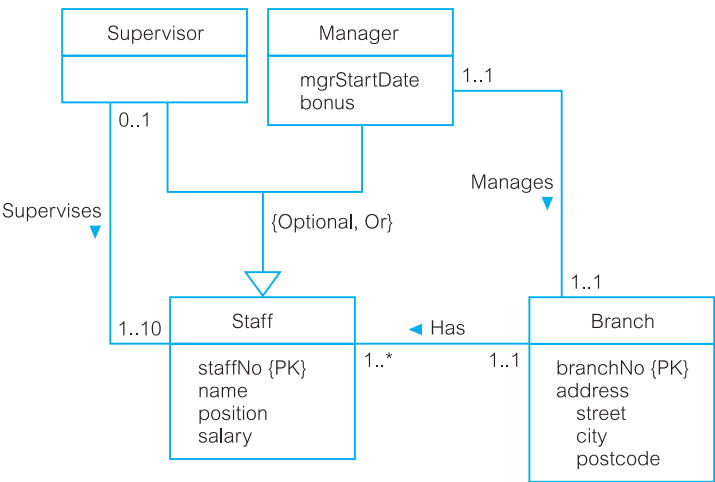 Supervisor
Manager
mgrStartDate
bonus
1..1
0..1
Manages
Supervises
{Optional, Or}
1..1
1..10
Staff
Has
Branch
1..*
1..1
staffNo {PK}
name
position
salary
branchNo {PK}
address
street
city
postcode